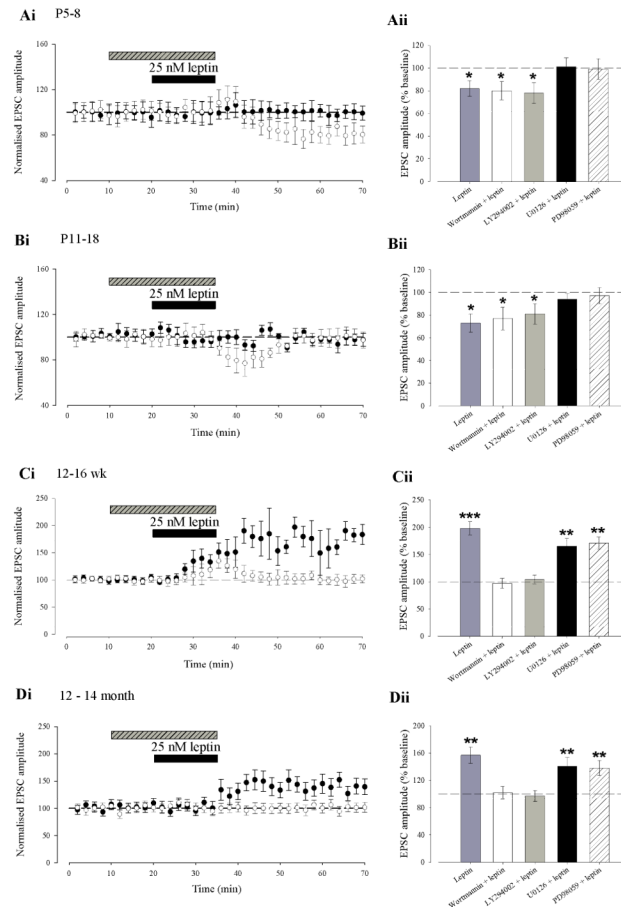 Ai P5-8
160
120
80
40
0 10 20 30 40 50 60 70
Normalised EPSC amplitude
25 nM leptin
Time (min)
Aii
120
100
80
60
40
20
0
EPSC amplitude (% baseline)
* * *
Leptin
Wortmannin + leptin
LY294002 + leptin
U0126 + leptin
PD98059 + leptin
Bi P11-18
160
120
80
40
0 10 20 30 40 50 60 70
Normalised EPSC amplitude
25 nM leptin
Time (min)
Bii
120
100
80
60
40
20
0
EPSC amplitude (% baseline)
* * *
Leptin
Wortmannin + leptin
LY294002 + leptin
U0126 + leptin
PD98059 + leptin
Ci 12-16 wk
250
200
150
100
50
0
0 10 20 30 40 50 60 70
Normalised EPSC anlitude
25 nM leptin
Time (min)
Cii
250
200
150
100
50
0
EPSC amplitude (% baseline)
*** ** **
Leptin
Wortmannin + leptin
LY294002 + leptin
U0126 + leptin
PD98059 + leptin
Di 12 - 14 month
250
200
150
100
50
0
0 10 20 30 40 50 60 70
Normalised EPSC amplitude
25 nM leptin
Time (min)
Dii
200
160
120
80
40
0
EPSC amplitude (% baseline)
** ** **
Leptin
Wortmannin + leptin
LY294002 + leptin
U0126 + leptin
PD98059 + leptin